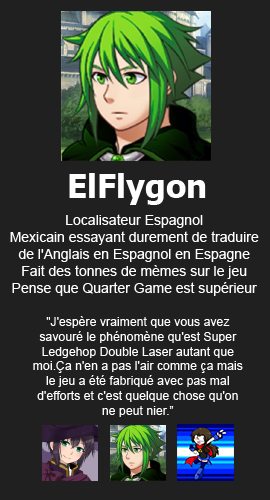 ElFlygon
Localisateur Espagnol
Mexicain essayant durement de traduire
de l'Anglais en Espagnol en Espagne
Fait des tonnes de mèmes sur le jeu
Pense que Quarter Game est supérieur
"J'espère vraiment que vous avez
savouré le phénomène qu'est Super
Ledgehop Double Laser autant que
moi.Ça n'en a pas l'air comme ça mais
le jeu a été fabriqué avec pas mal
d'efforts et c'est quelque chose qu'on
ne peut nier."